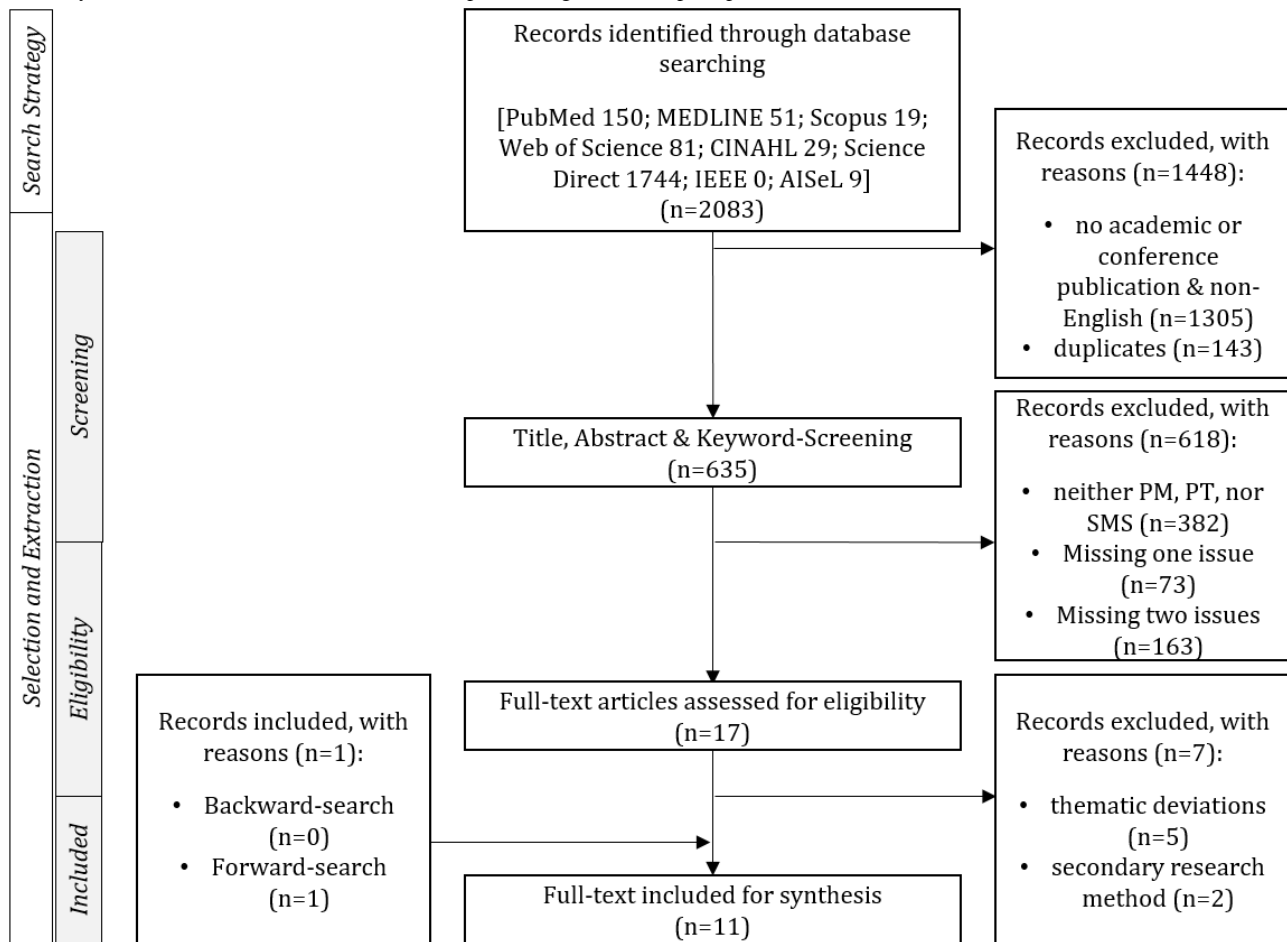 Search Strategy
Selection and Extraction
Screening
Eligibility
Included
Records identified through database
searching
[PubMed 150; MEDLINE 51; Scopus 19;
Web of Science 81; CINAHL 29; Science
Direct 1744; IEEE 0; AISeL 9]
(n=2083)
Records excluded, with
reasons (n=1448):
• no academic or
conference
publication & non-
English (n=1305)
• duplicates (n=143)
Title, Abstract & Keyword-Screening
(n=635)
Records excluded, with
reasons (n=618):
• neither PM, PT, nor
SMS (n=382)
• Missing one issue
(n=73)
• Missing two issues
(n=163)
Full-text articles assessed for eligibility
(n=17)
Records included, with
reasons (n=1):
• Backward-search
(n=0)
• Forward-search
(n=1)
Records excluded, with
reasons (n=7):
• thematic deviations
(n=5)
• secondary research
method (n=2)
Full-text included for synthesis
(n=11)